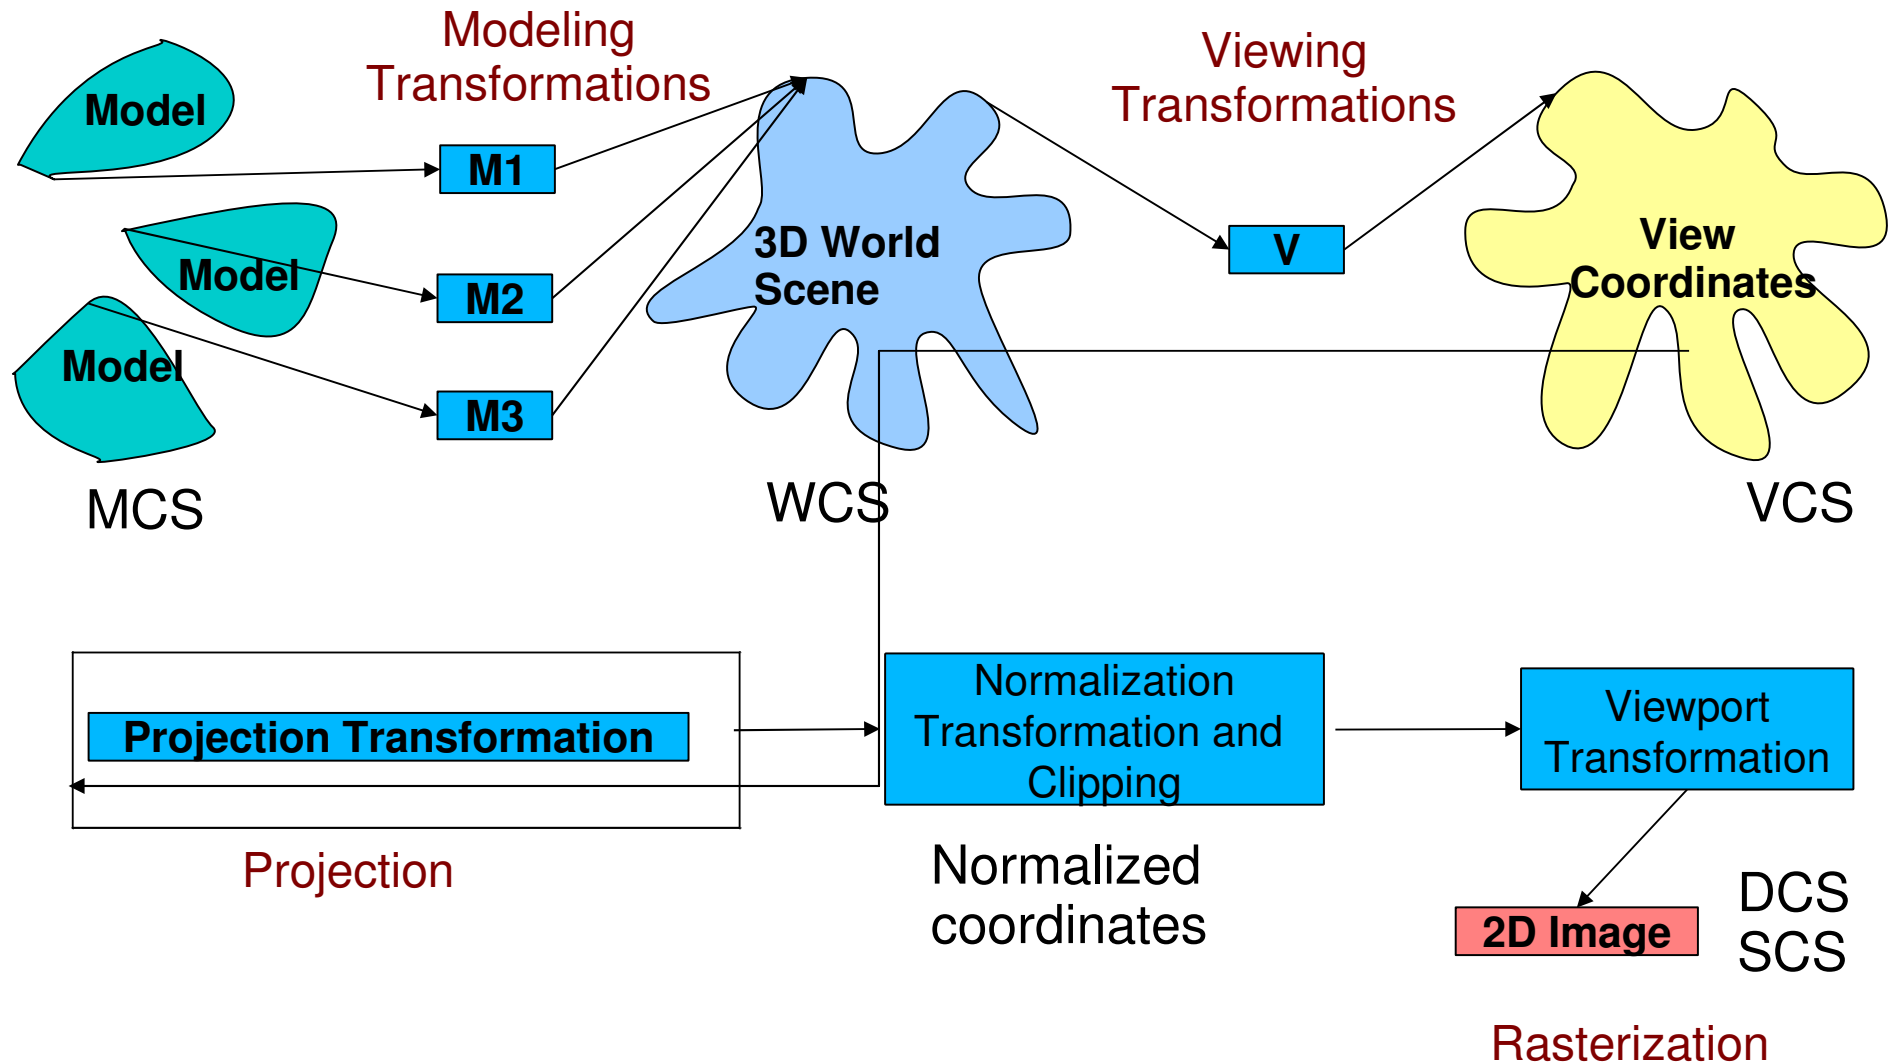 Modeling
Transformations
Viewing
Transformations
Model
M1
Model
M2
Model
M3
3D World
Scene
V
View
Coordinates
MCS
WCS
VCS
Projection Transformation
Normalization
Transformation and
Clipping
Viewport
Transformation
Projection
Normalized
coordinates
2D Image
DCS
SCS
Rasterization